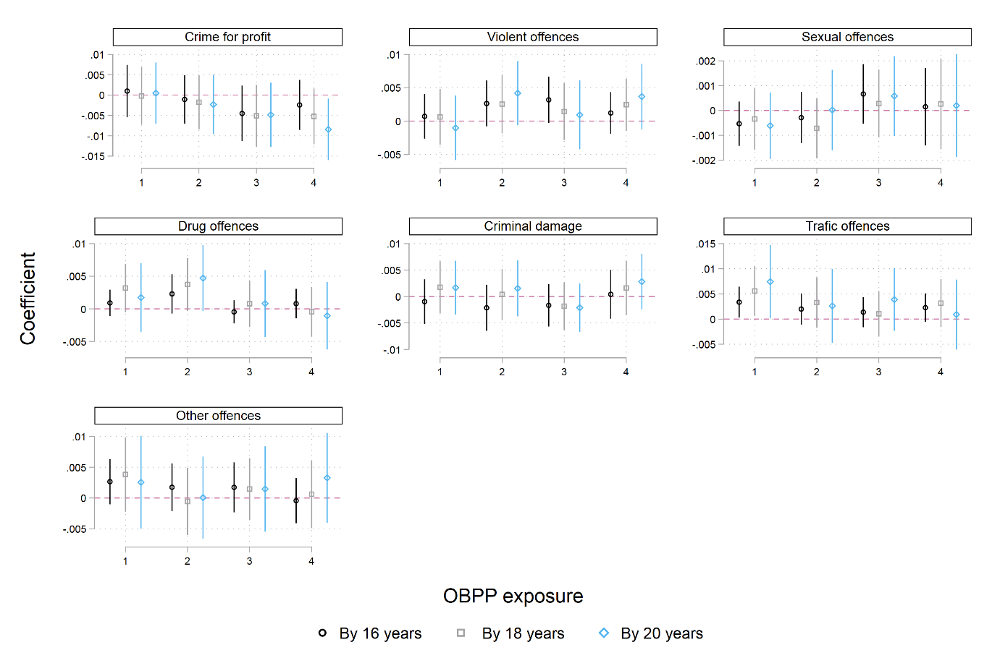 Crime for profit
Violent offences
Sexual offences
.01
.005
0
-.005
-.01
-.015
1 2 3 4
.01
.005
0
-.005
1 2 3 4
.002
.001
0
-.001
-.002
1 2 3 4
Drug offences
Criminal damage
Trafic offences
.01
.005
0
-.005
1 2 3 4
.01
.005
0
-.005
-.01
1 2 3 4
.015
.01
.005
0
-.005
1 2 3 4
Coefficient
Other offences
.01
.005
0
-.005
1 2 3 4
OBPP exposure
By 16 years By 18 years By 20 years